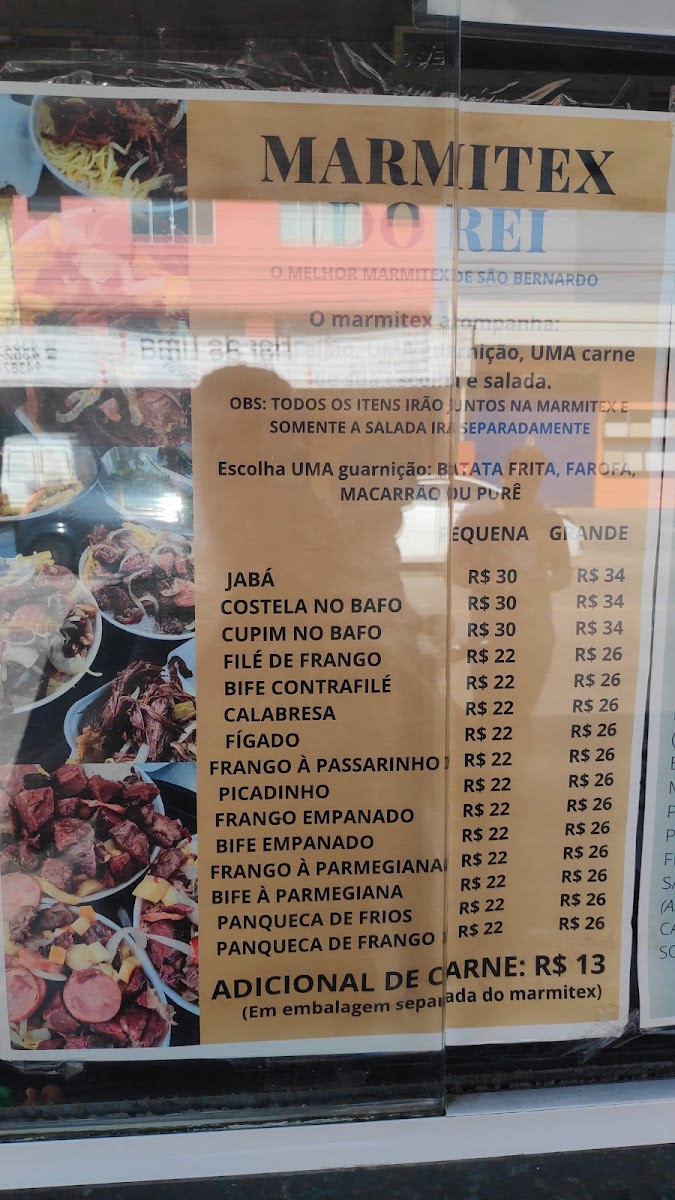 MARMITEX
DO REI
O MELHOR MARMITEX DE SÂO BERNARDO
O marmitex acompanha:
feijão, UMA guarnição, UMA carne
de sua escolha e salada.
OBS: TODOS OS ITENS IRÃO JUNTOS NA MARMITEX E
SOMENTE A SALADA IRÁ SEPARADAMENTE
Escolha UMA guarnição: BATATA FRITA, FAROFA,
MACARRÃO OU PURÊ
PEQUENA GRANDE
JABÁ R$ 30 R$ 34
COSTELA NO BAFO R$ 30 R$ 34
CUPIM NO BAFO R$ 30 R$ 34
FILÉ DE FRANGO R$ 22 R$ 26
BIFE CONTRAFILÉ R$ 22 R$ 26
CALABRESA R$ 22 R$ 26
FÍGADO R$ 22 R$ 26
FRANGO À PASSARINHO R$ 22 R$ 26
PICADINHO R$ 22 R$ 26
FRANGO EMPANADO R$ 22 R$ 26
BIFE EMPANADO R$ 22 R$ 26
FRANGO À PARMEGIANA R$ 22 R$ 26
BIFE À PARMEGIANA R$ 22 R$ 26
PANQUECA DE FRIOS R$ 22 R$ 26
PANQUECA DE FRANGO R$ 22 R$ 26
ADICIONAL DE CARNE: R$ 13
(Em embalagem separada do marmitex)